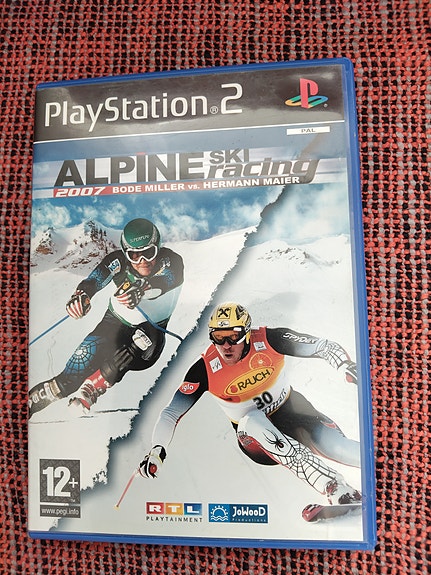 PlayStation®2
PAL
ALPINE SKI racing
2007 BODE MILLER vs. HERMANN MAIER
RAUCH
30
12+
www.pegi.info
RTL
PLAYTAINMENT
JoWooD
Productions